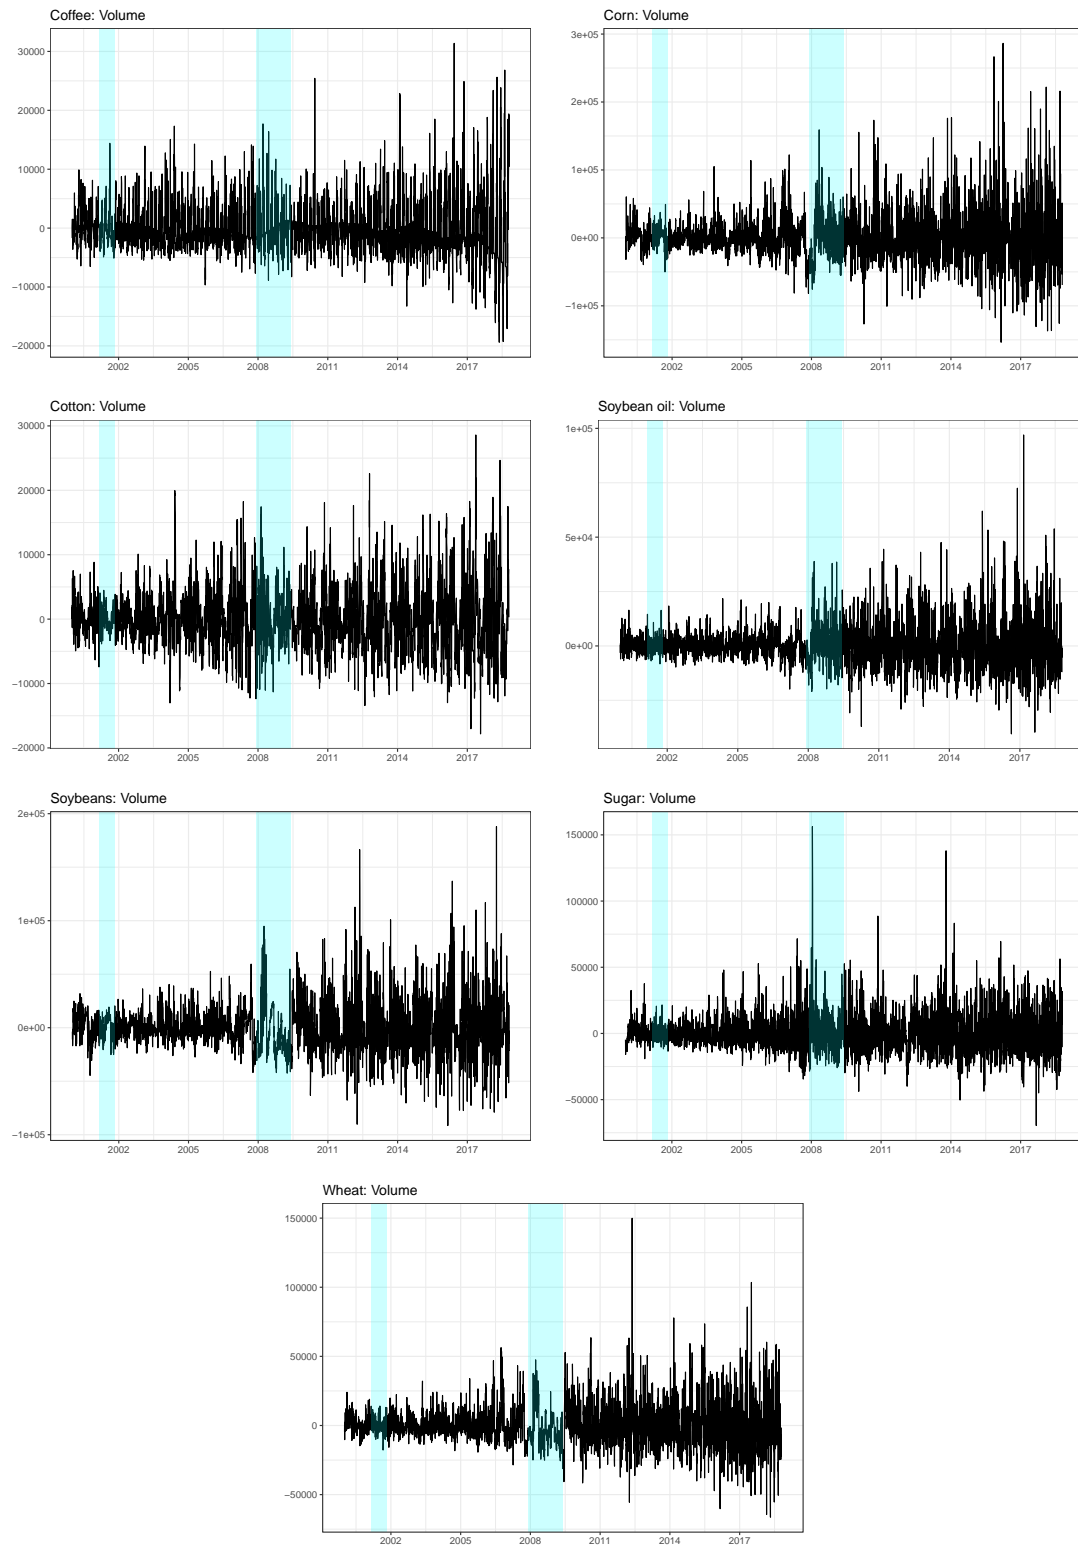 Coffee: Volume
30000
20000
10000
0
−10000
−20000
2002 2005 2008 2011 2014 2017
Corn: Volume
3e+05
2e+05
1e+05
0e+00
−1e+05
2002 2005 2008 2011 2014 2017
Cotton: Volume
30000
20000
10000
0
−10000
−20000
2002 2005 2008 2011 2014 2017
Soybean oil: Volume
1e+05
5e+04
0e+00
2002 2005 2008 2011 2014 2017
Soybeans: Volume
2e+05
1e+05
0e+00
−1e+05
2002 2005 2008 2011 2014 2017
Sugar: Volume
150000
100000
50000
0
−50000
2002 2005 2008 2011 2014 2017
Wheat: Volume
150000
100000
50000
0
−50000
2002 2005 2008 2011 2014 2017